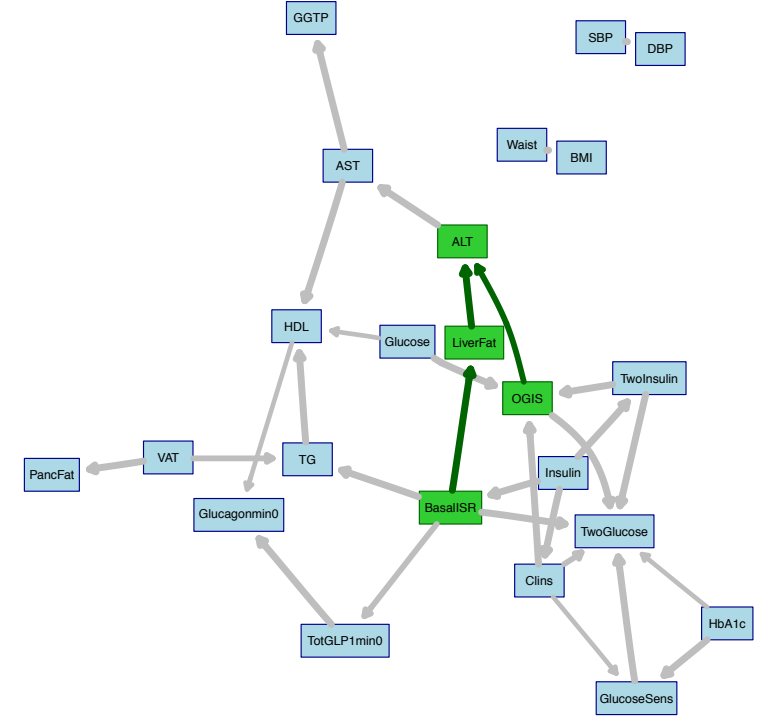 GGTP
SBP
DBP
Waist
BMI
AST
ALT
HDL
Glucose
LiverFat
TwoInsulin
OGIS
VAT
TG
PancFat
Insulin
BasalISR
Glucagonmin0
TwoGlucose
Clins
HbA1c
TotGLP1min0
GlucoseSens